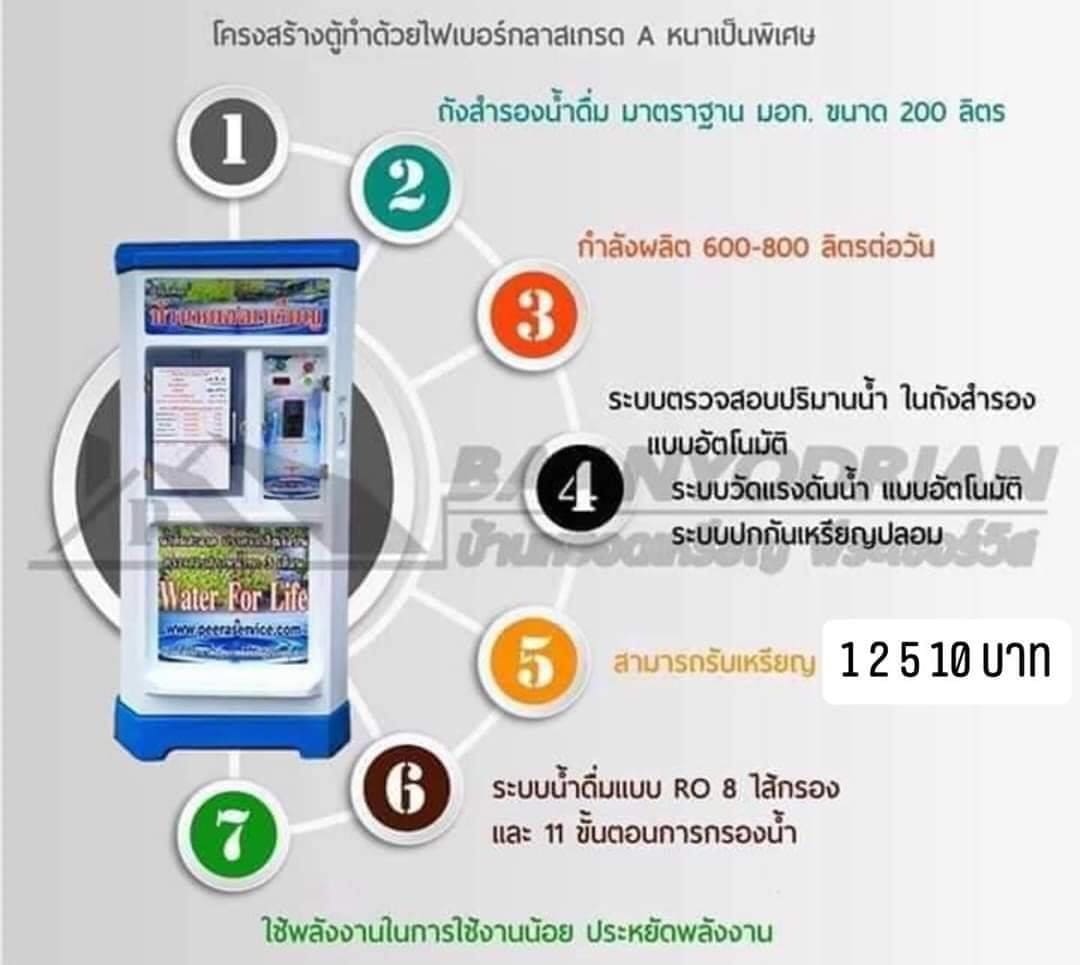 โครงสร้างตู้ทำด้วยไฟเบอร์กลาสเกรด A หนาเป็นพิเศษ
1
ถังสำรองน้ำดื่ม มาตราฐาน มอก. ขนาด 200 ลิตร
2
กำลังผลิต 600-800 ลิตรต่อวัน
3
ระบบตรวจสอบปริมานน้ำ ในถังสำรอง
แบบอัตโนมัติ
4
ระบบวัดแรงดันน้ำ แบบอัตโนมัติ
ระบบปกกันเหรียญปลอม
Water For Life
www.peeraservice.com
5
สามารถรับเหรียญ 1 2 5 10 บาท
6
ระบบน้ำดื่มแบบ RO 8 ไส้กรอง
และ 11 ขั้นตอนการกรองน้ำ
7
ใช้พลังงานในการใช้งานน้อย ประหยัดพลังงาน